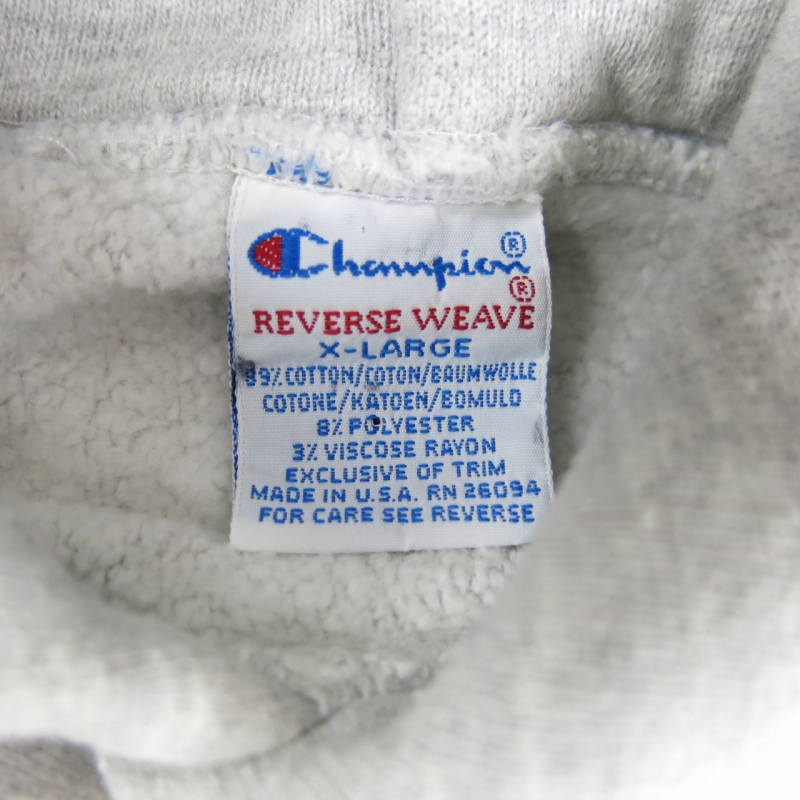 Champion®
REVERSE WEAVE®
X-LARGE
89% COTTON/COTON/BAUMWOLLE
COTONE/KATOEN/BOMULD
8% POLYESTER
3% VISCOSE RAYON
EXCLUSIVE OF TRIM
MADE IN U.S.A. RN 26094
FOR CARE SEE REVERSE